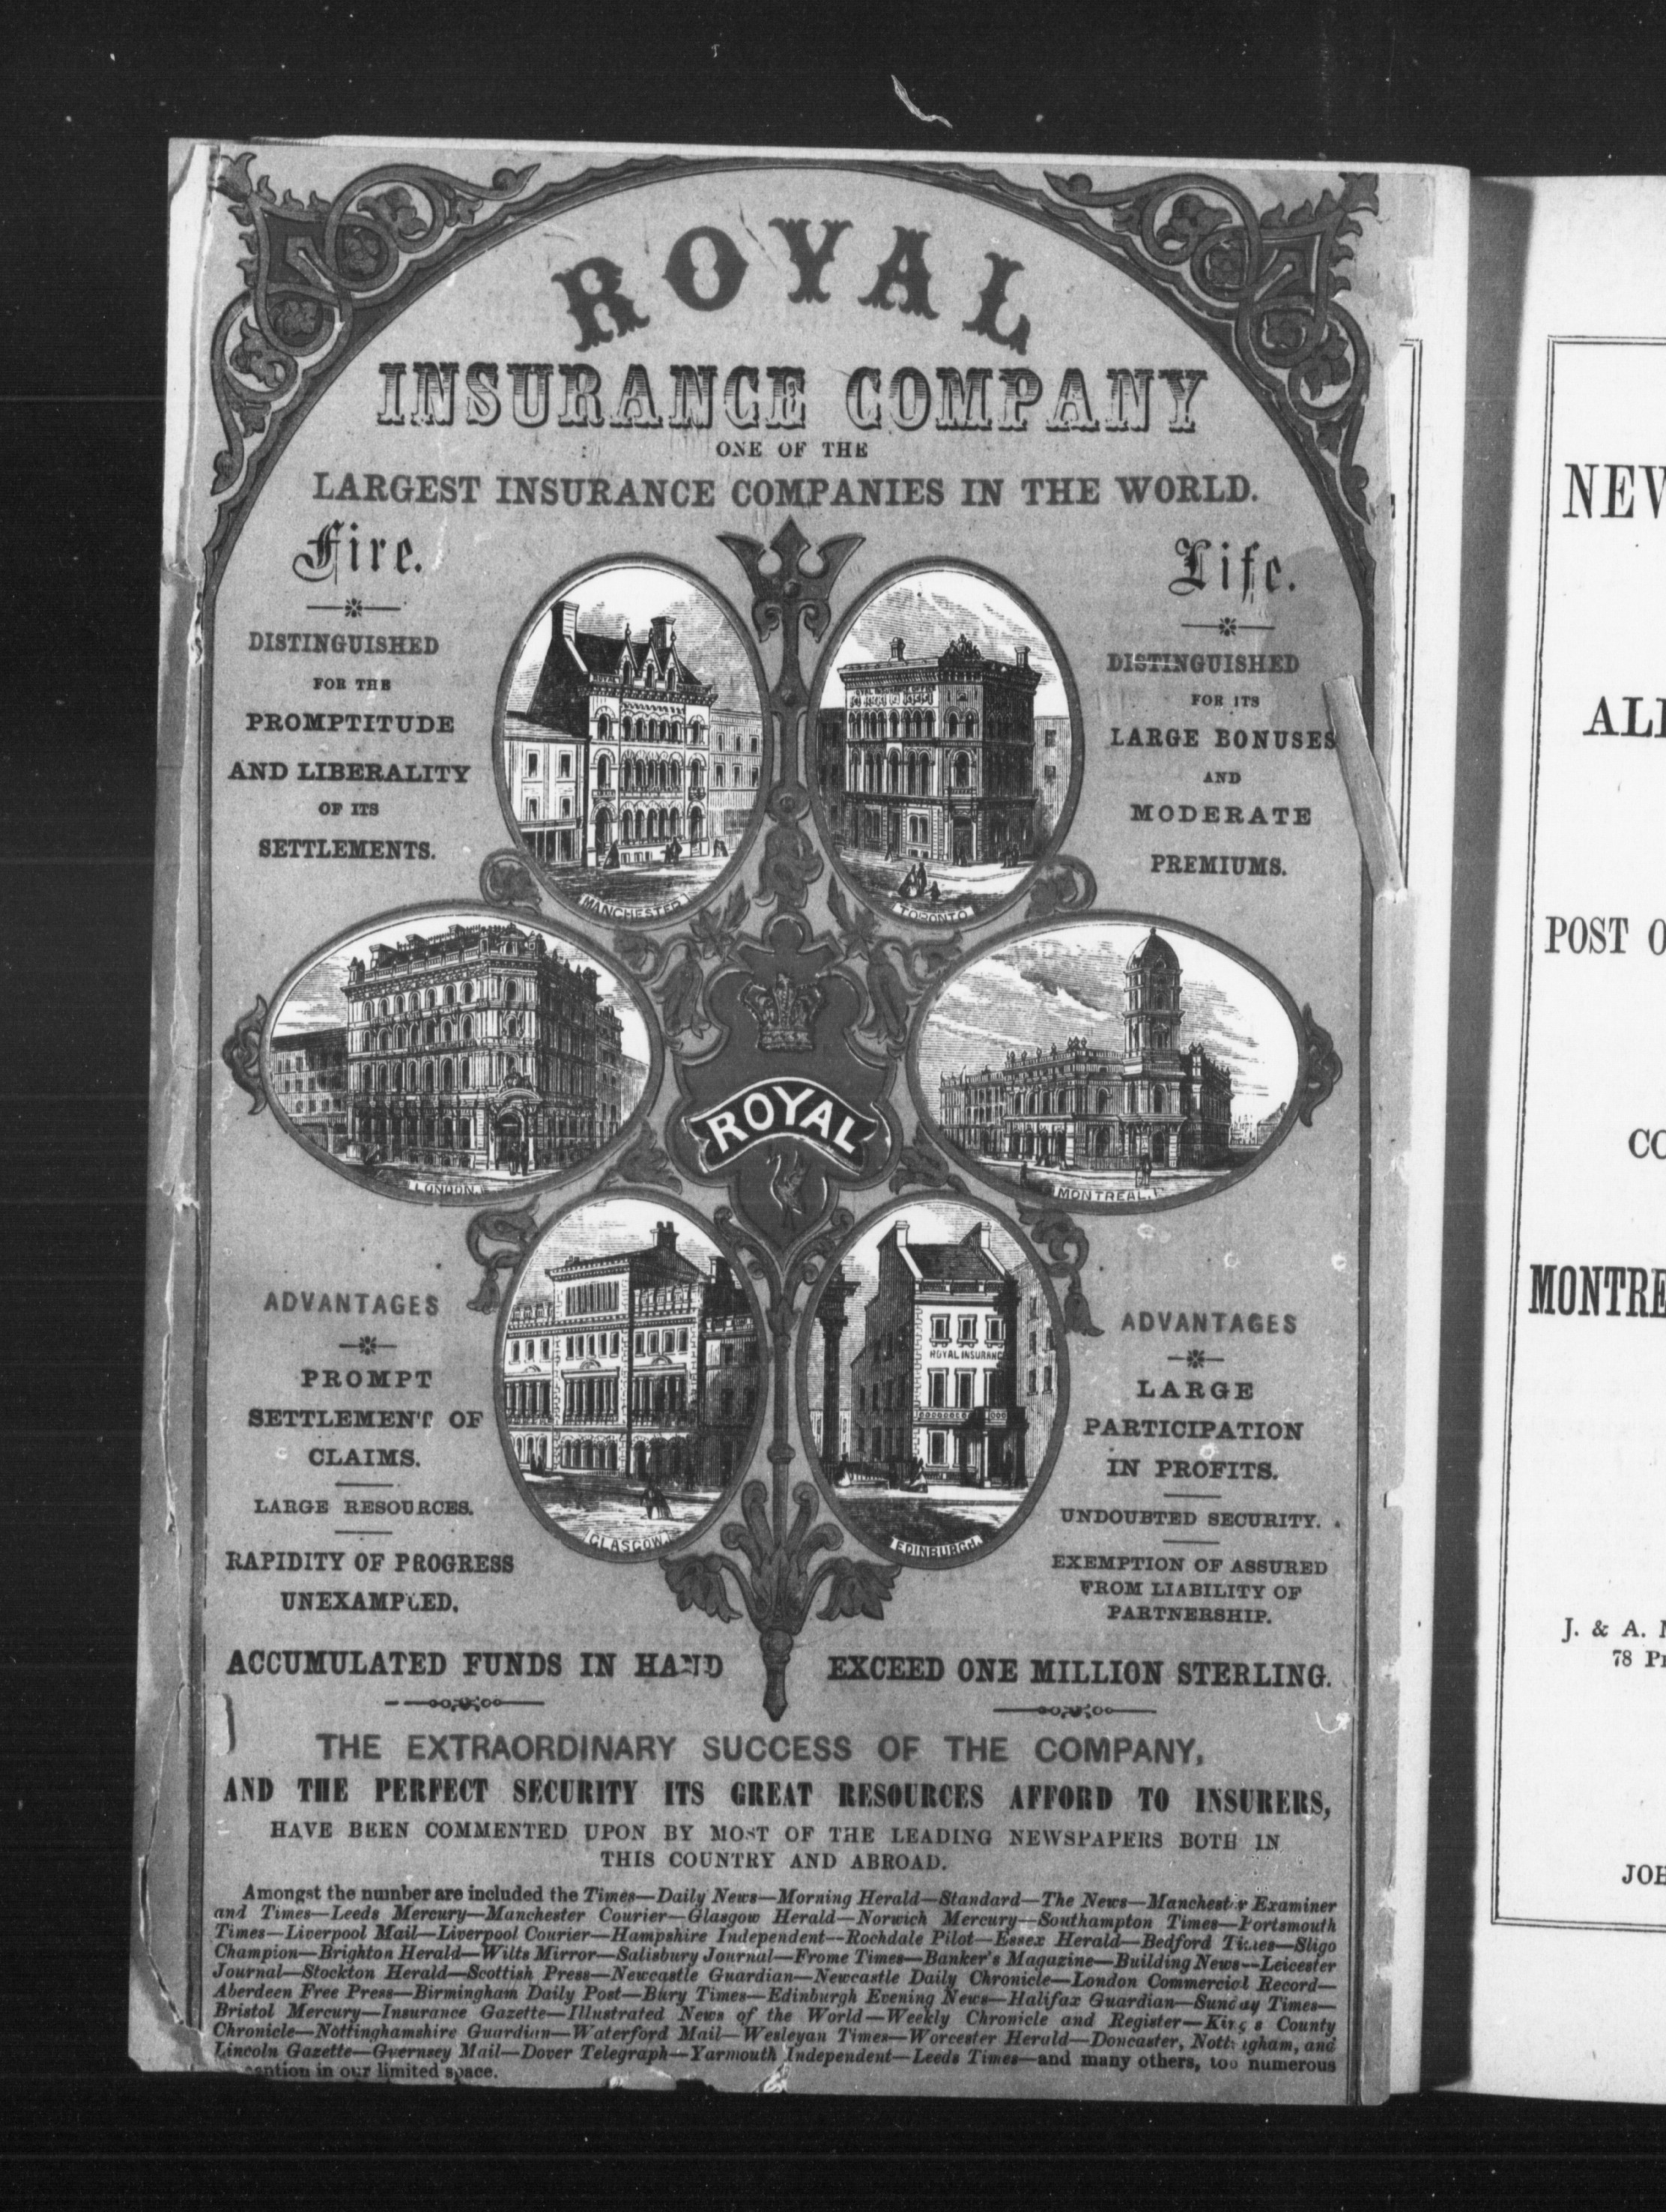 ROYAL
INSURANCE COMPANY
ONE OF THE
LARGEST INSURANCE COMPANIES IN THE WORLD.
Fire.
DISTINGUISHED
FOR THE
PROMPTITUDE
AND LIBERALITY
OF ITS
SETTLEMENTS.
Life.
DISTINGUISHED
FOR ITS
LARGE BONUSES
AND
MODERATE
PREMIUMS.
MANCHESTER
TORONTO
LONDON.
ROYAL
MONTREAL.
ROYAL INSURANC
GLASGOW.
EDINBURGH.
ADVANTAGES
PROMPT
SETTLEMENT OF
CLAIMS.
LARGE RESOURCES.
RAPIDITY OF PROGRESS
UNEXAMPLED.
ADVANTAGES
LARGE
PARTICIPATION
IN PROFITS.
UNDOUBTED SECURITY.
EXEMPTION OF ASSURED
FROM LIABILITY OF
PARTNERSHIP.
ACCUMULATED FUNDS IN HAND EXCEED ONE MILLION STERLING.
THE EXTRAORDINARY SUCCESS OF THE COMPANY,
AND THE PERFECT SECURITY ITS GREAT RESOURCES AFFORD TO INSURERS,
HAVE BEEN COMMENTED UPON BY MOST OF THE LEADING NEWSPAPERS BOTH IN
THIS COUNTRY AND ABROAD.
Amongst the number are included the Times—Daily News—Morning Herald—Standard—The News—Manchester Examiner
and Times—Leeds Mercury—Manchester Courier—Glasgow Herald—Norwich Mercury—Southampton Times—Portsmouth
Times—Liverpool Mail—Liverpool Courier—Hampshire Independent—Rochdale Pilot—Essex Herald—Bedford Times—Sligo
Champion—Brighton Herald—Wilts Mirror—Salisbury Journal—Frome Times—Banker's Magazine—Building News—Leicester
Journal—Stockton Herald—Scottish Press—Newcastle Guardian—Newcastle Daily Chronicle—London Commercial Record—
Aberdeen Free Press—Birmingham Daily Post—Bury Times—Edinburgh Evening News—Halifax Guardian—Sunday Times—
Bristol Mercury—Insurance Gazette—Illustrated News of the World—Weekly Chronicle and Register—King's County
Chronicle—Nottinghamshire Guardian—Waterford Mail—Wesleyan Times—Worcester Herald—Doncaster, Nottingham, and
Lincoln Gazette—Guernsey Mail—Dover Telegraph—Yarmouth Independent—Leeds Times—and many others, too numerous
in our limited space.
NEW
POST O
CO
MONTRE
J. & A.
78
JOH